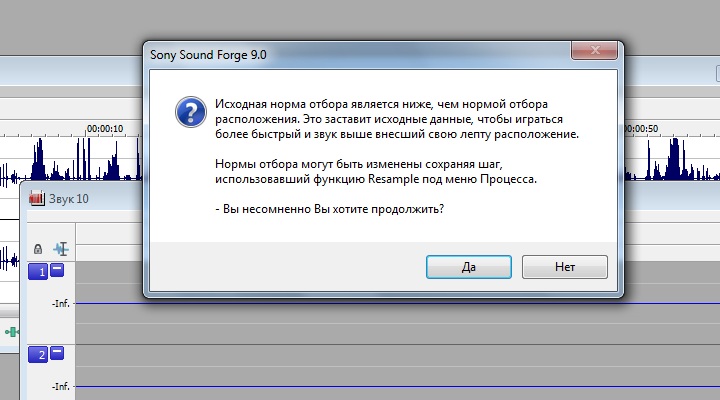 Sony Sound Forge 9.0
Исходная норма отбора является ниже, чем нормой отбора
расположения. Это заставит исходные данные, чтобы играться
более быстрый и звук выше внесший свою лепту расположение.
Нормы отбора могут быть изменены сохраняя шаг,
использовавший функцию Resample под меню Процесса.
- Вы несомненно Вы хотите продолжить?
Да
Нет
00:00:10
00:00:50
Звук 10
1
-Inf.
2
-Inf.